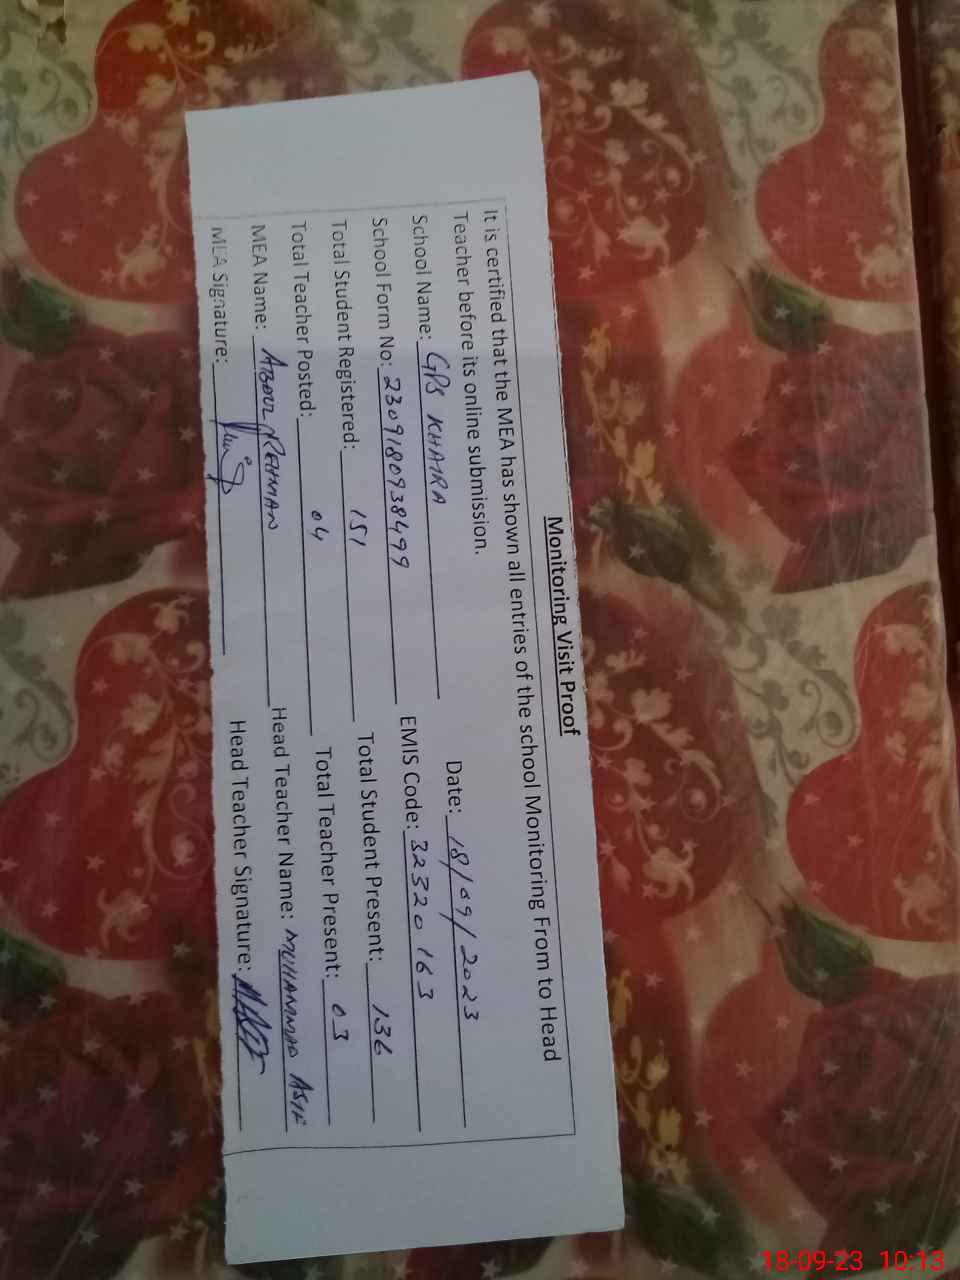 Monitoring Visit Proof
It is certified that the MEA has shown all entries of the school Monitoring From to Head
Teacher before its online submission.
School Name: GPS KHAIRA Date: 18/09/2023
School Form No: 2309180938499 EMIS Code: 32320163
Total Student Registered: 151 Total Student Present: 136
Total Teacher Posted: 04 Total Teacher Present: 03
MEA Name: ABDUL REHMAN Head Teacher Name: MUHAMMAD ASIF
MEA Signature: Head Teacher Signature:
18-09-23 10:13